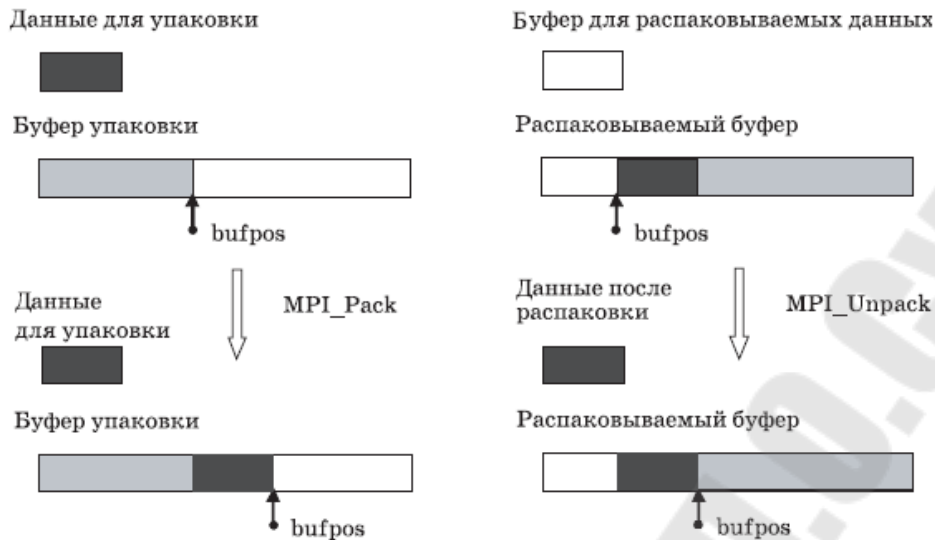 Данные для упаковки
Буфер упаковки
bufpos
Данные
для упаковки
MPI_Pack
Буфер упаковки
bufpos
Буфер для распаковываемых данных
Распаковываемый буфер
bufpos
Данные после
распаковки
MPI_Unpack
Распаковываемый буфер
bufpos